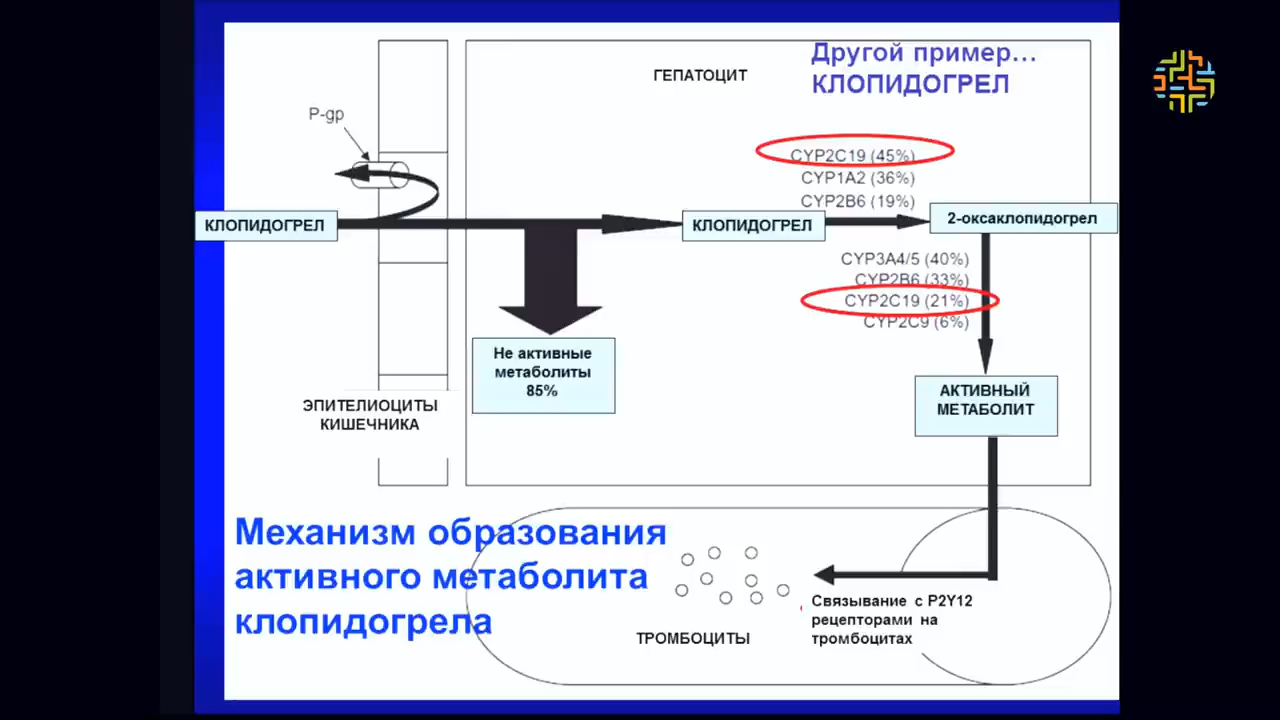 Другой пример...
КЛОПИДОГРЕЛ
ГЕПАТОЦИТ
P-gp
CYP2C19 (45%)
CYP1A2 (36%)
CYP2B6 (19%)
КЛОПИДОГРЕЛ
КЛОПИДОГРЕЛ
2-оксаклопидогрел
CYP3A4/5 (40%)
CYP2B6 (33%)
CYP2C19 (21%)
CYP2C9 (6%)
Не активные
метаболиты
85%
АКТИВНЫЙ
МЕТАБОЛИТ
ЭПИТЕЛИОЦИТЫ
КИШЕЧНИКА
Механизм образования
активного метаболита
клопидогрела
ТРОМБОЦИТЫ
Связывание с P2Y12
рецепторами на
тромбоцитах